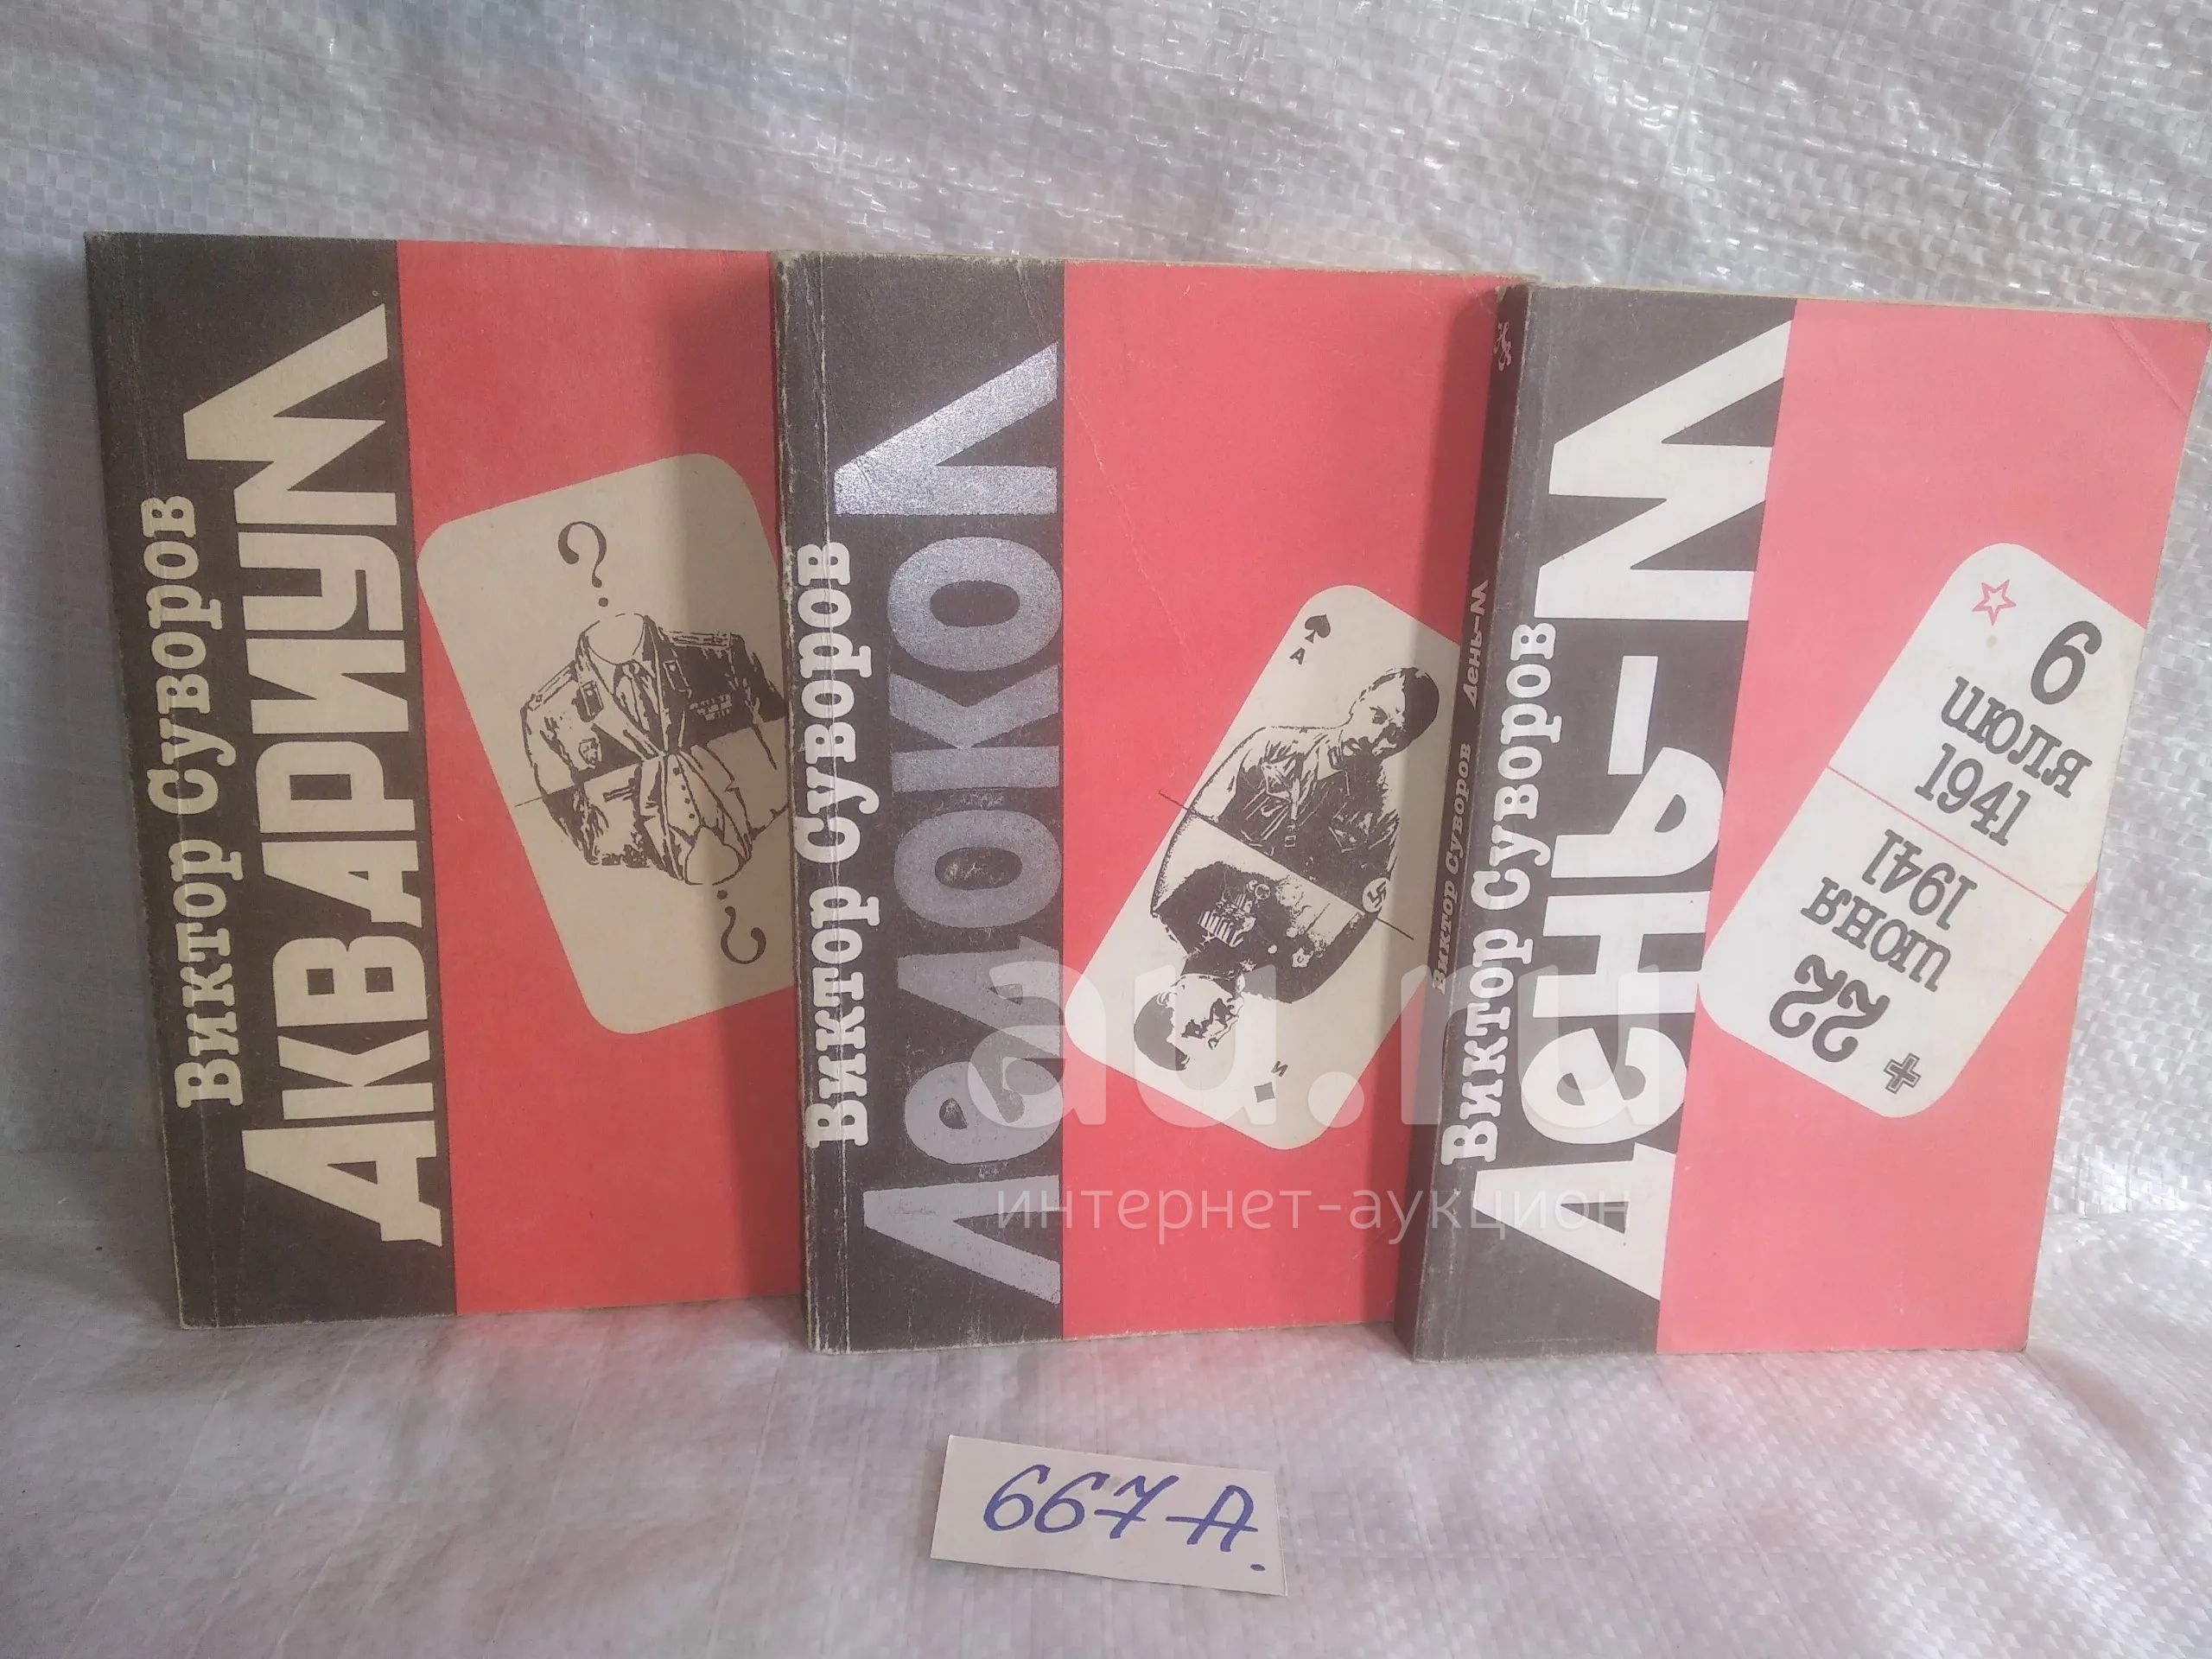 Виктор Суворов
АКВАРИУМ
?
?
Виктор Суворов
Ледокол
А
И
Виктор Суворов День-М
Виктор Суворов
День-М
6
июля
1941
22
июня
1941
au.ru
интернет-аукцион
667-А.